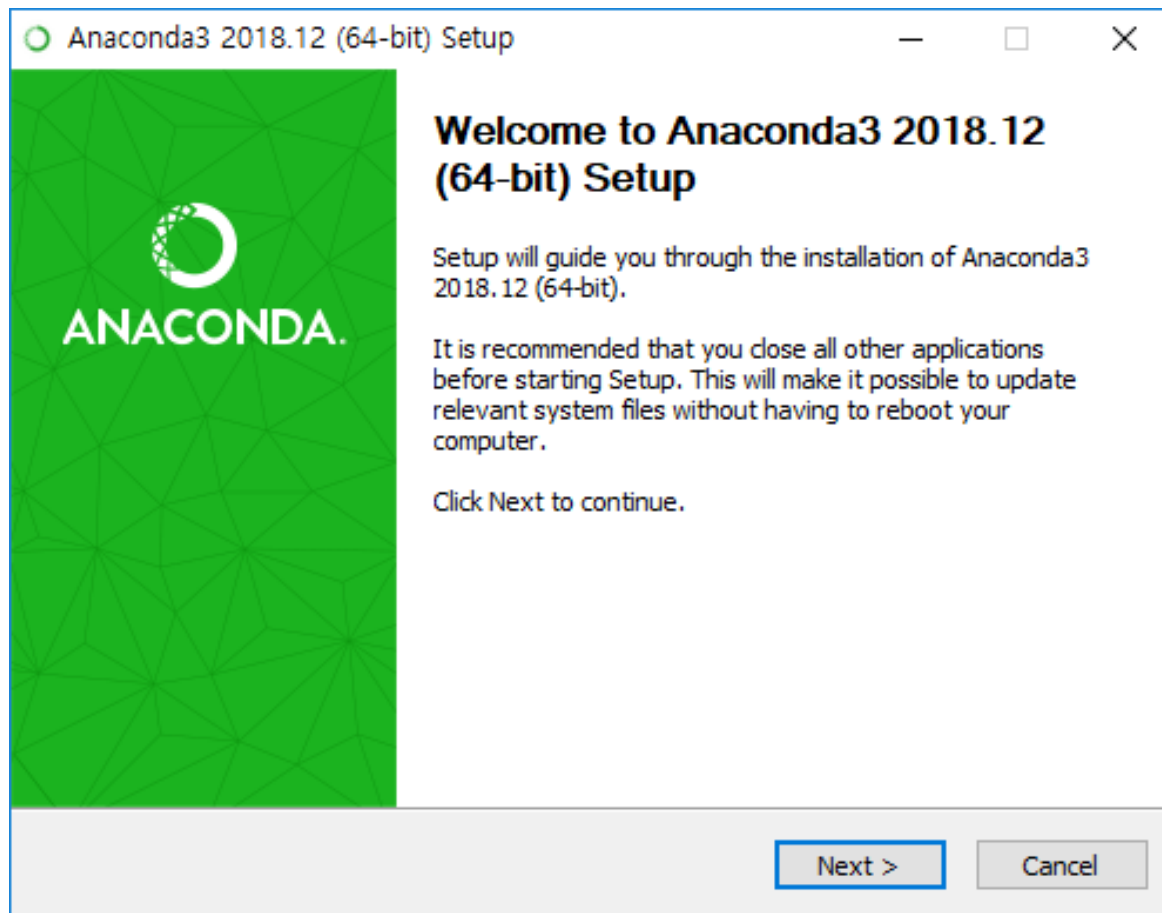 Anaconda3 2018.12 (64-bit) Setup
Welcome to Anaconda3 2018.12
(64-bit) Setup
Setup will guide you through the installation of Anaconda3
2018.12 (64-bit).
It is recommended that you close all other applications
before starting Setup. This will make it possible to update
relevant system files without having to reboot your
computer.
Click Next to continue.
ANACONDA.
Next >
Cancel